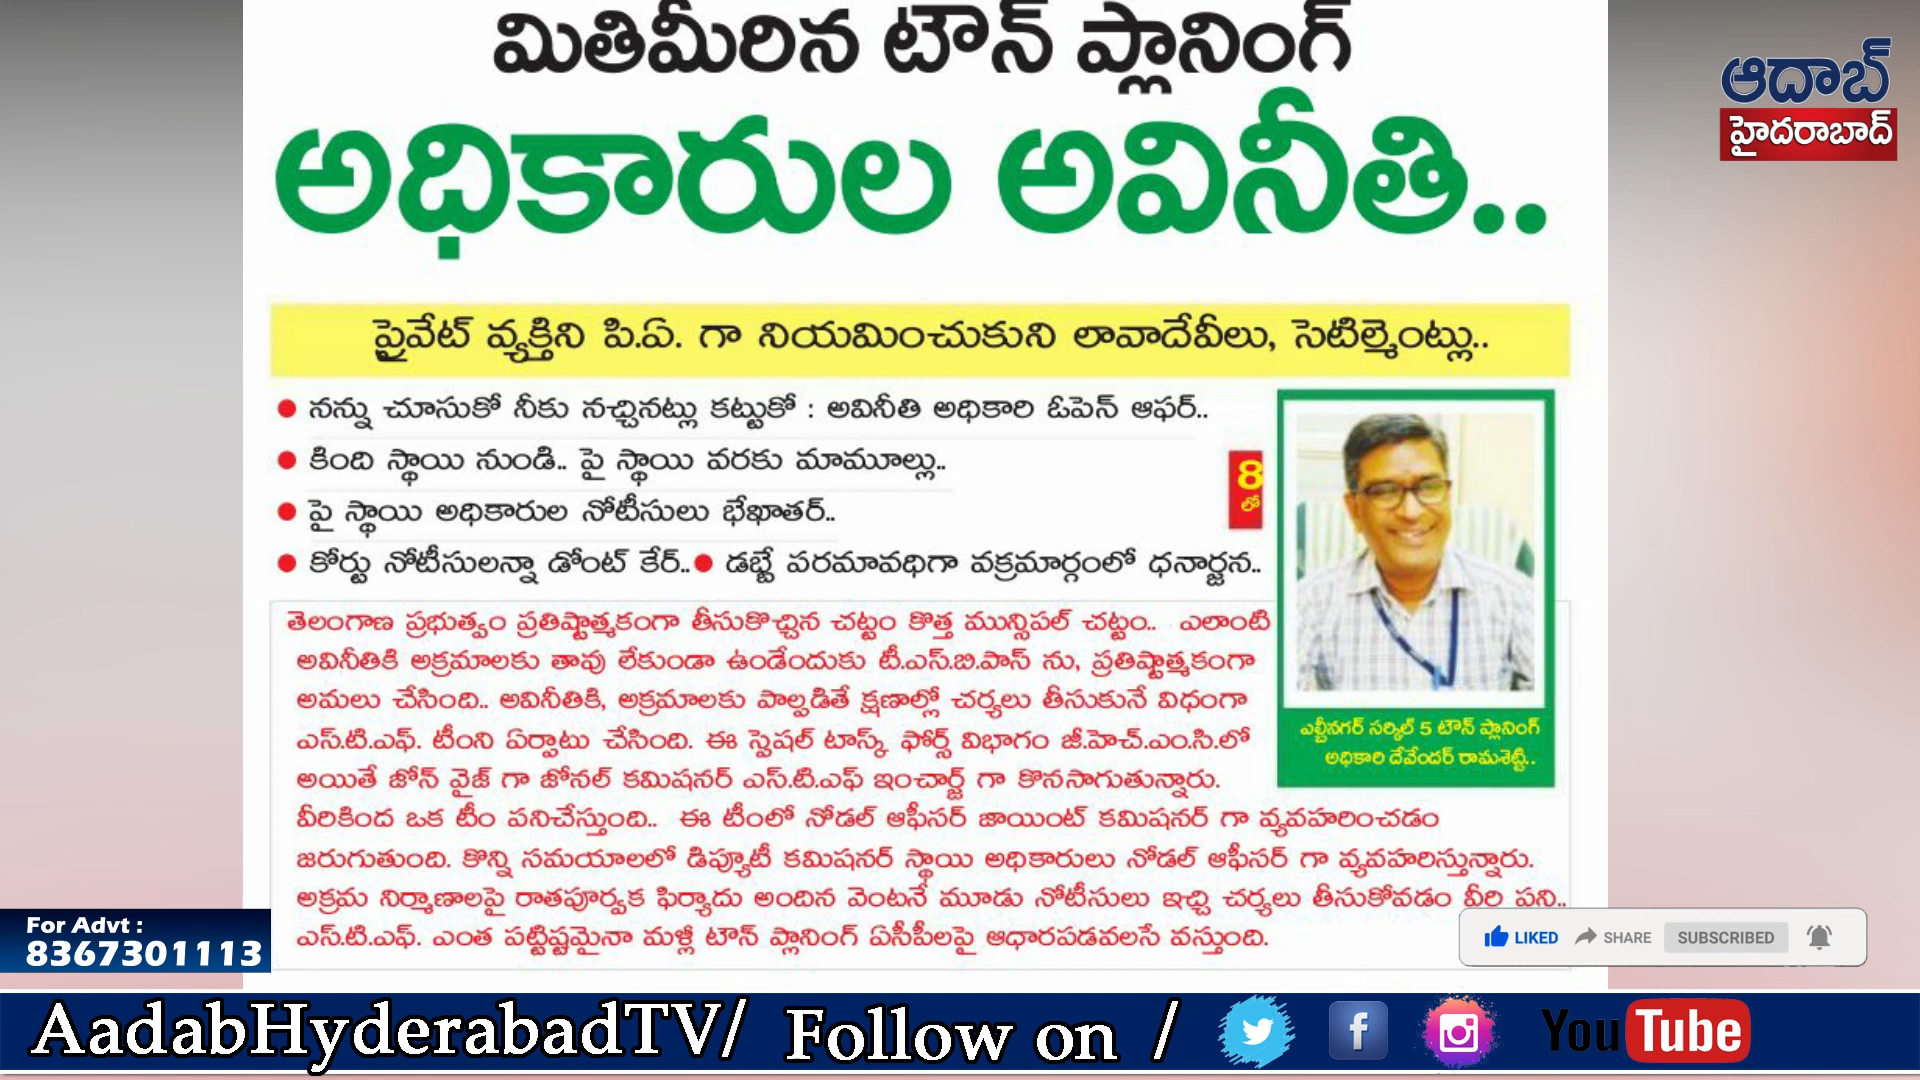 మితిమీరిన టౌన్ ప్లానింగ్
అధికారుల అవినీతి..
ఆదాబ్
హైదరాబాద్
ప్రైవేట్ వ్యక్తిని పి.ఏ. గా నియమించుకుని లావాదేవీలు, సెటిల్మెంట్లు..
● నన్ను చూసుకో నీకు నచ్చినట్లు కట్టుకో : అవినీతి అధికారి ఓపెన్ ఆఫర్..
● కింది స్థాయి నుండి.. పై స్థాయి వరకు మామూల్లు..
● పై స్థాయి అధికారుల నోటీసులు భేఖాతర్..
● కోర్టు నోటీసులన్నా డోంట్ కేర్..● డబ్బే పరమావధిగా వక్రమార్గంలో ధనార్జన..
8
లో
తెలంగాణ ప్రభుత్వం ప్రతిష్టాత్మకంగా తీసుకొచ్చిన చట్టం కొత్త మున్సిపల్ చట్టం.. ఎలాంటి
అవినీతికి అక్రమాలకు తావు లేకుండా ఉండేందుకు టీ.ఎస్.బి.పాస్ ను, ప్రతిష్టాత్మకంగా
అమలు చేసింది.. అవినీతికి, అక్రమాలకు పాల్పడితే క్షణాల్లో చర్యలు తీసుకునే విధంగా
ఎస్.టి.ఎఫ్. టీంని ఏర్పాటు చేసింది. ఈ స్పెషల్ టాస్క్ ఫోర్స్ విభాగం జీ.హెచ్.ఎం.సి.లో
అయితే జోన్ వైజ్ గా జోనల్ కమిషనర్ ఎస్.టి.ఎఫ్ ఇంచార్జ్ గా కొనసాగుతున్నారు.
వీరికింద ఒక టీం పనిచేస్తుంది.. ఈ టీంలో నోడల్ ఆఫీసర్ జాయింట్ కమిషనర్ గా వ్యవహరించడం
జరుగుతుంది. కొన్ని సమయాలలో డిప్యూటీ కమిషనర్ స్థాయి అధికారులు నోడల్ ఆఫీసర్ గా వ్యవహరిస్తున్నారు.
అక్రమ నిర్మాణాలపై రాతపూర్వక ఫిర్యాదు అందిన వెంటనే మూడు నోటీసులు ఇచ్చి చర్యలు తీసుకోవడం వీరి పని..
ఎస్.టి.ఎఫ్. ఎంత పట్టిష్టమైనా మళ్లీ టౌన్ ప్లానింగ్ ఏసీపీలపై ఆధారపడవలసే వస్తుంది.
ఎల్బీనగర్ సర్కిల్ 5 టౌన్ ప్లానింగ్
అధికారి దేవేందర్ రామశెట్టి..
For Advt :
8367301113
LIKED SHARE SUBSCRIBED
AadabHyderabadTV/ Follow on / YouTube